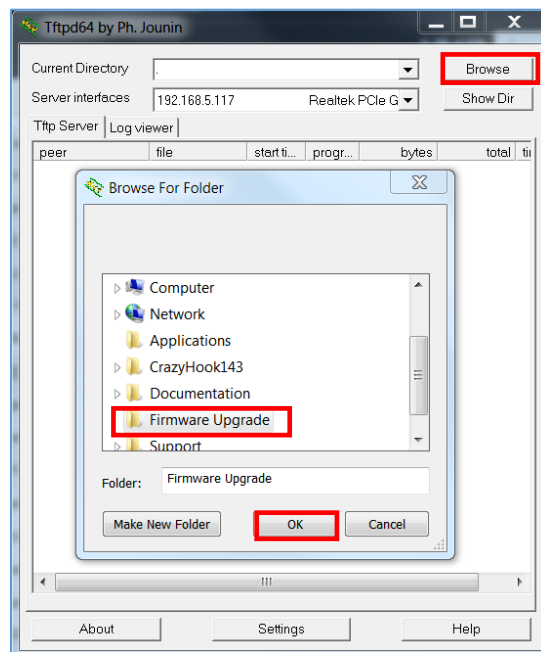 Tftpd64 by Ph. Jounin
Current Directory . Browse
Server interfaces 192.168.5.117 Realtek PCIe G Show Dir
Tftp Server Log viewer
peer file start ti... progr... bytes total tir
Browse For Folder
Computer
Network
Applications
CrazyHook143
Documentation
Firmware Upgrade
Support
Folder: Firmware Upgrade
Make New Folder OK Cancel
About Settings Help